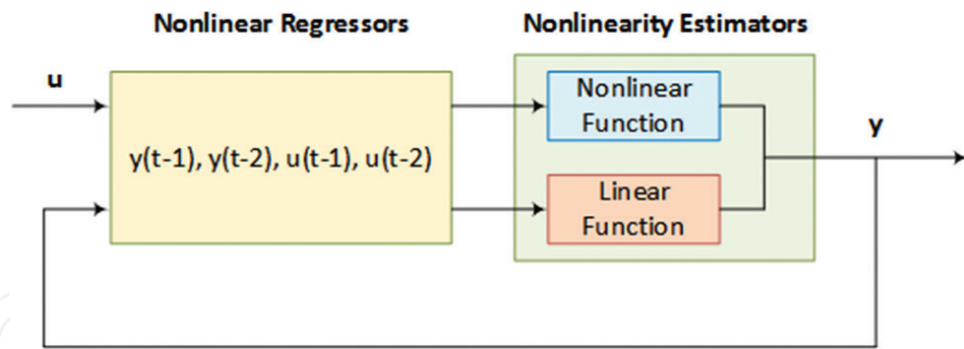 Nonlinear Regressors
Nonlinearity Estimators
u
y(t-1), y(t-2), u(t-1), u(t-2)
Nonlinear
Function
Linear
Function
y